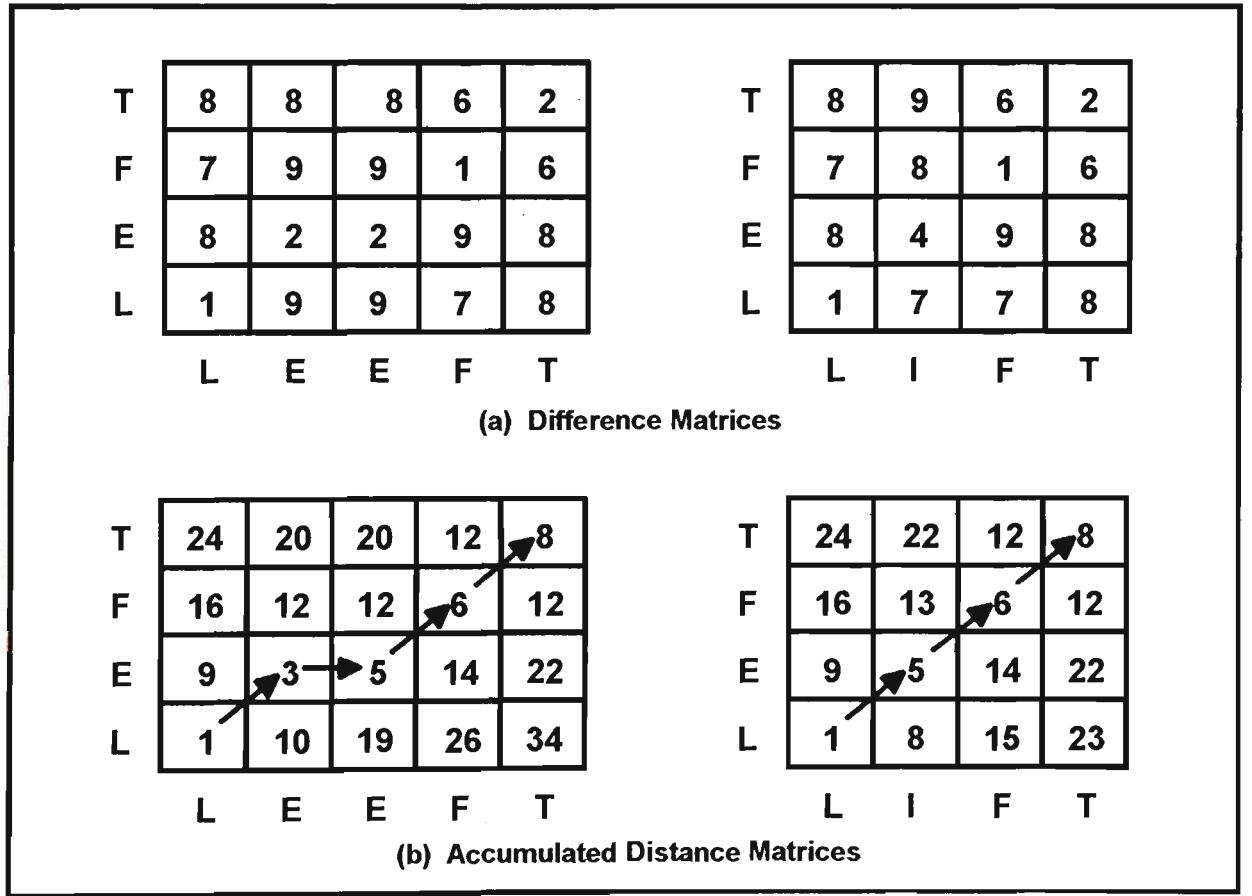 T 8 8 8 6 2
F 7 9 9 1 6
E 8 2 2 9 8
L 1 9 9 7 8
L E E F T
T 8 9 6 2
F 7 8 1 6
E 8 4 9 8
L 1 7 7 8
L I F T
(a) Difference Matrices
T 24 20 20 12 8
F 16 12 12 6 12
E 9 3 5 14 22
L 1 10 19 26 34
L E E F T
T 24 22 12 8
F 16 13 6 12
E 9 5 14 22
L 1 8 15 23
L I F T
(b) Accumulated Distance Matrices